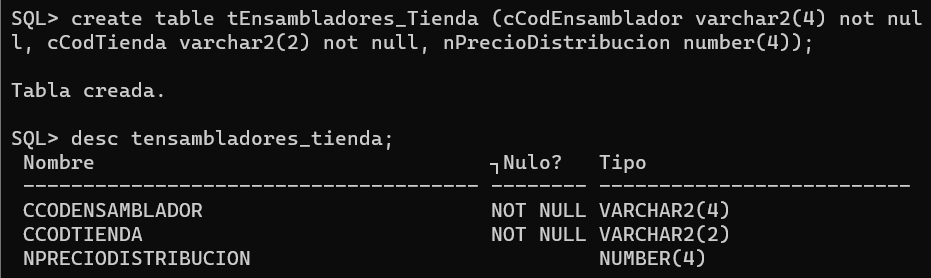 SQL> create table tEnsambladores_Tienda (cCodEnsamblador varchar2(4) not nul
l, cCodTienda varchar2(2) not null, nPrecioDistribucion number(4));
Tabla creada.
SQL> desc tensambladores_tienda;
Nombre ┐Nulo? Tipo
-------------------------------------- -------- --------------------------
CCODENSAMBLADOR NOT NULL VARCHAR2(4)
CCODTIENDA NOT NULL VARCHAR2(2)
NPRECIODISTRIBUCION NUMBER(4)